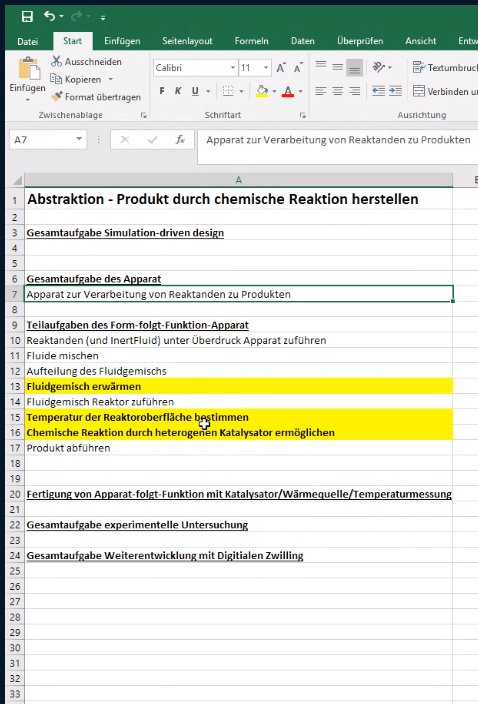 Datei Start Einfügen Seitenlayout Formeln Daten Überprüfen Ansicht Entw
Einfügen
Ausschneiden
Kopieren
Format übertragen
Zwischenablage
Calibri 11
F K U
Schriftart
Textumbruch
Verbinden un
Ausrichtung
A7 fx Apparat zur Verarbeitung von Reaktanden zu Produkten
A
1 Abstraktion - Produkt durch chemische Reaktion herstellen
2
3 Gesamtaufgabe Simulation-driven design
4
5
6 Gesamtaufgabe des Apparat
7 Apparat zur Verarbeitung von Reaktanden zu Produkten
8
9 Teilaufgaben des Form-folgt-Funktion-Apparat
10 Reaktanden (und InertFluid) unter Überdruck Apparat zuführen
11 Fluide mischen
12 Aufteilung des Fluidgemischs
13 Fluidgemisch erwärmen
14 Fluidgemisch Reaktor zuführen
15 Temperatur der Reaktoroberfläche bestimmen
16 Chemische Reaktion durch heterogenen Katalysator ermöglichen
17 Produkt abführen
18
19
20 Fertigung von Apparat-folgt-Funktion mit Katalysator/Wärmequelle/Temperaturmessung
21
22 Gesamtaufgabe experimentelle Untersuchung
23
24 Gesamtaufgabe Weiterentwicklung mit Digitialen Zwilling
25
26
27
28
29
30
31
32
33